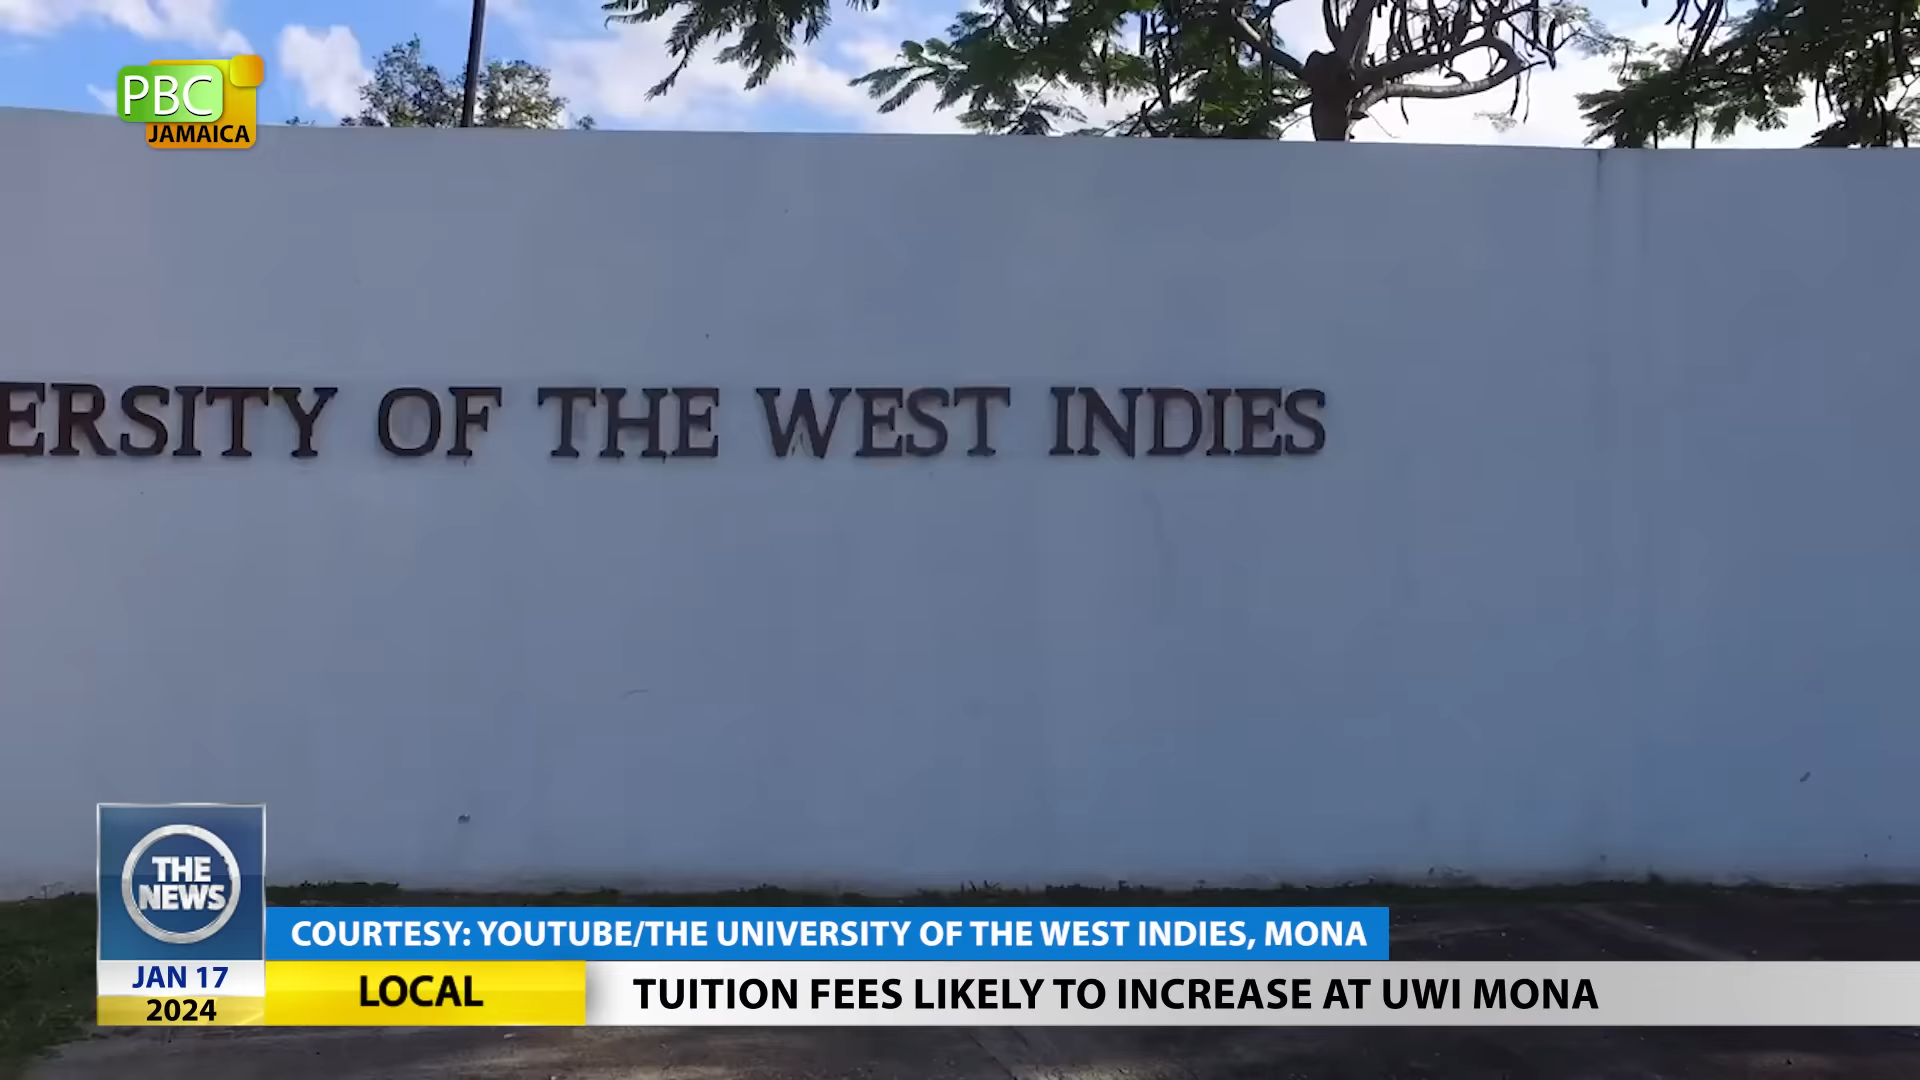 PBC
JAMAICA
ERSITY OF THE WEST INDIES
THE
NEWS
COURTESY: YOUTUBE/THE UNIVERSITY OF THE WEST INDIES, MONA
JAN 17
2024
LOCAL
TUITION FEES LIKELY TO INCREASE AT UWI MONA